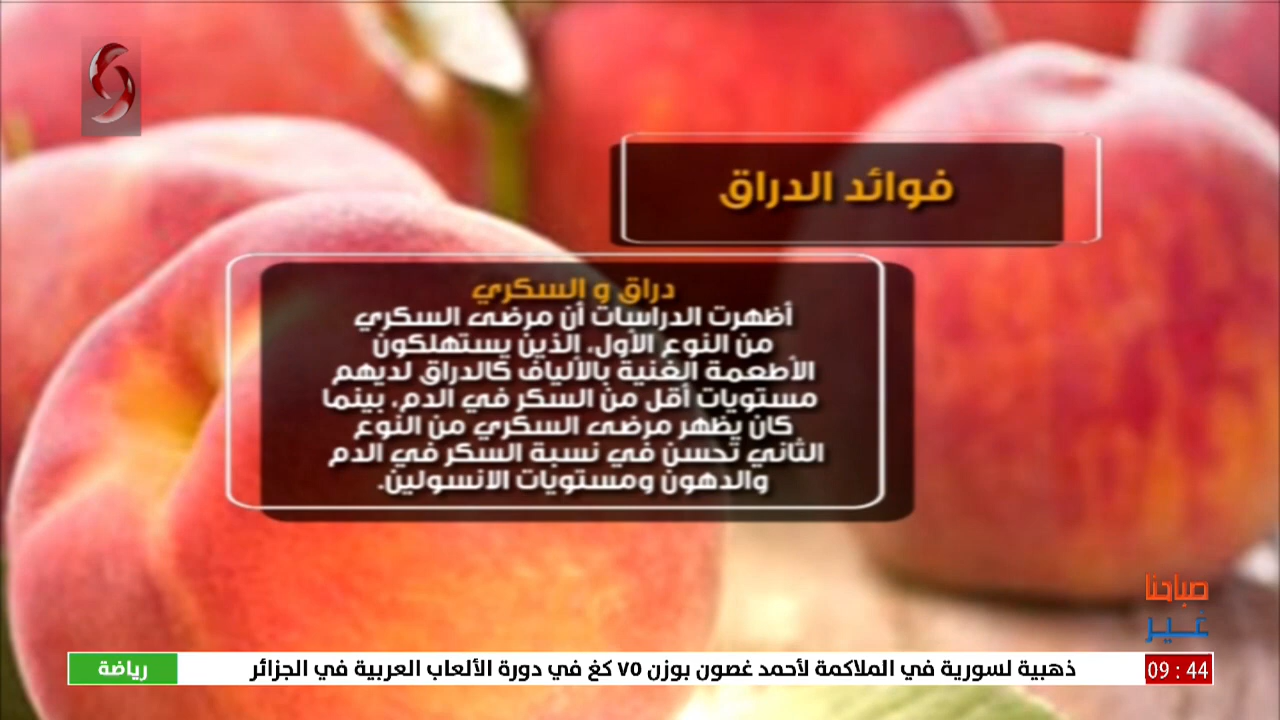 فوائد الدراق
دراق و السكري
أظهرت الدراسات أن مرضى السكري
من النوع الأول، الذين يستهلكون
الأطعمة الغنية بالألياف كالدراق لديهم
مستويات أقل من السكر في الدم، بينما
كان يظهر مرضى السكري من النوع
الثاني تحسن في نسبة السكر في الدم
والدهون ومستويات الانسولين.
صباحنا
غير
09 : 44
ذهبية لسورية في الملاكمة لأحمد غصون بوزن ٧٥ كغ في دورة الألعاب العربية في الجزائر
رياضة